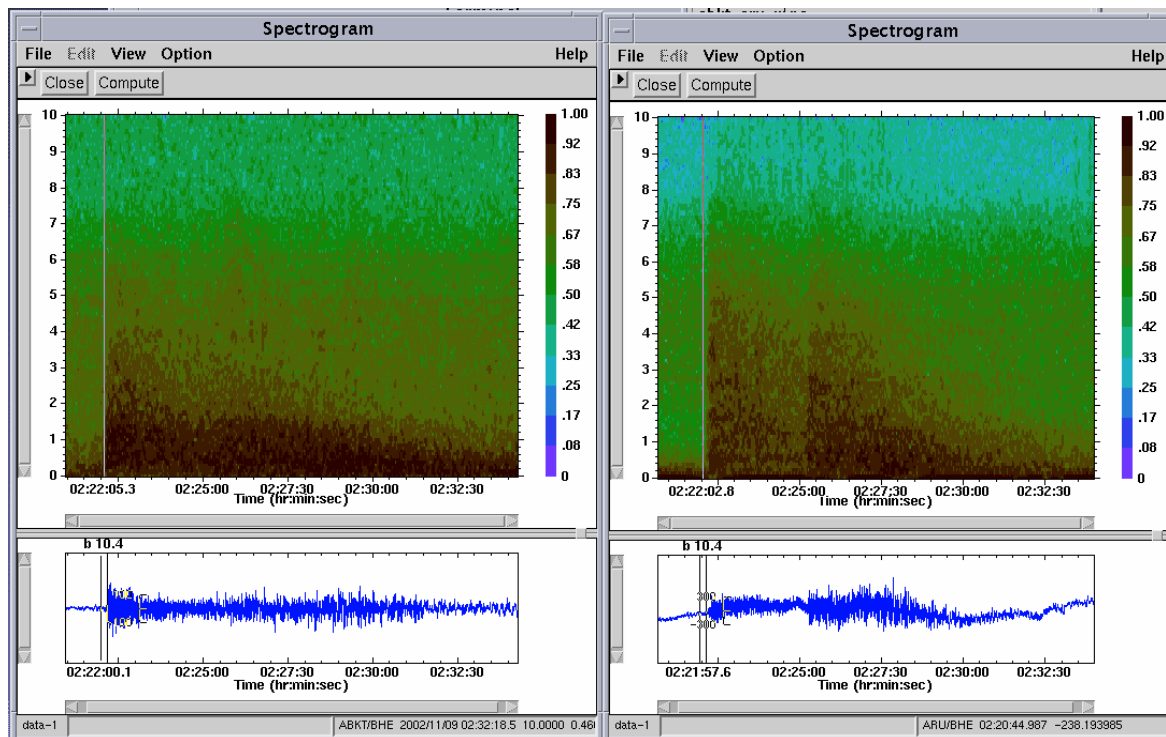 Spectrogram
File Edit View Option Help
Close Compute
10
9
8
7
6
5
4
3
2
1
0
1.00
.92
.83
.75
.67
.58
.50
.42
.33
.25
.17
.08
0
02:22:05.3 02:25:00 02:27:30 02:30:00 02:32:30
Time (hr:min:sec)
b 10.4
02:22:00.1 02:25:00 02:27:30 02:30:00 02:32:30
Time (hr:min:sec)
data-1 ABKT/BHE 2002/11/09 02:32:18.5 10.0000
Spectrogram
File Edit View Option Help
Close Compute
10
9
8
7
6
5
4
3
2
1
0
1.00
.92
.83
.75
.67
.58
.50
.42
.33
.25
.17
.08
0
02:22:02.8 02:25:00 02:27:30 02:30:00 02:32:30
Time (hr:min:sec)
b 10.4
300
-300
02:21:57.6 02:25:00 02:27:30 02:30:00 02:32:30
Time (hr:min:sec)
data-1 ARU/BHE 02:20:44.987 -238.193985